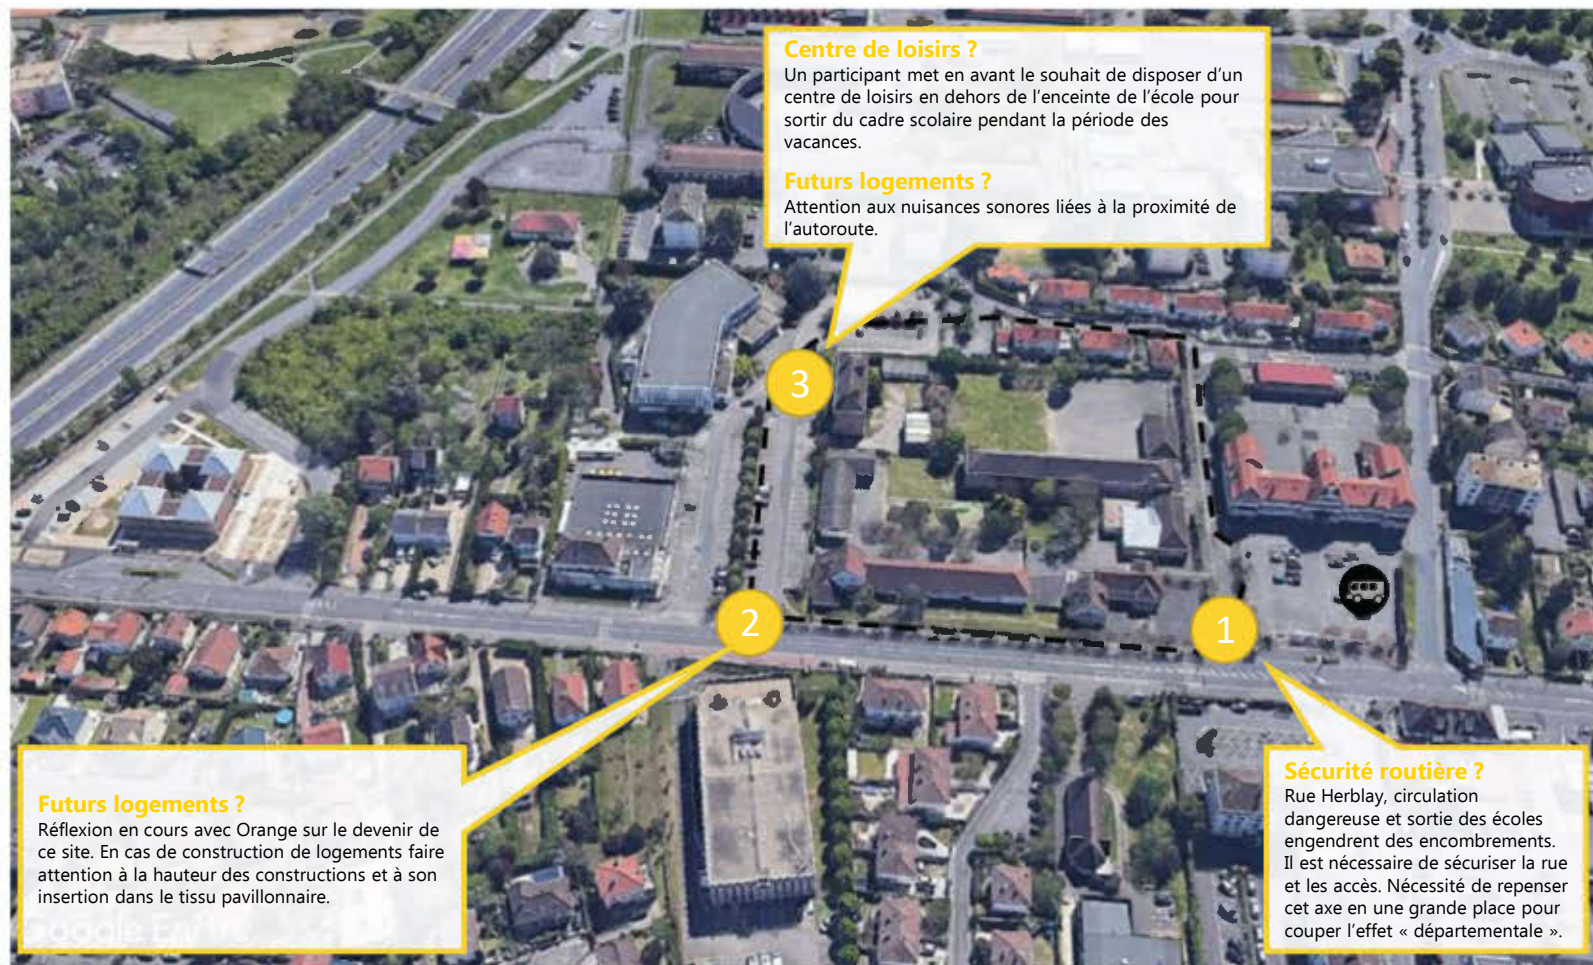 Centre de loisirs ?
Un participant met en avant le souhait de disposer d'un
centre de loisirs en dehors de l'enceinte de l'école pour
sortir du cadre scolaire pendant la période des
vacances.
Futurs logements ?
Attention aux nuisances sonores liées à la proximité de
l'autoroute.
3
2
1
Futurs logements ?
Réflexion en cours avec Orange sur le devenir de
ce site. En cas de construction de logements faire
attention à la hauteur des constructions et à son
insertion dans le tissu pavillonnaire.
Sécurité routière ?
Rue Herblay, circulation
dangereuse et sortie des écoles
engendrent des encombrements.
Il est nécessaire de sécuriser la rue
et les accès. Nécessité de repenser
cet axe en une grande place pour
couper l'effet « départementale ».